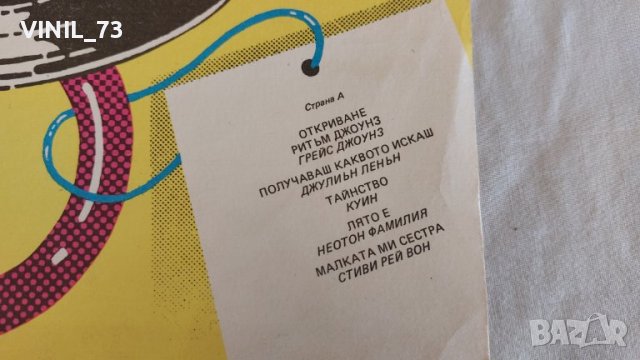 VINIL_73
Страна А
ОТКРИВАНЕ
РИТЪМ ДЖОУНЗ
ГРЕЙС ДЖОУНЗ
ПОЛУЧАВАШ КАКВОТО ИСКАШ
ДЖУЛИЪН ЛЕНЪН
ТАЙНСТВО
КУИН
ЛЯТО Е
НЕОТОН ФАМИЛИЯ
МАЛКАТА МИ СЕСТРА
СТИВИ РЕЙ ВОН
BAZAR